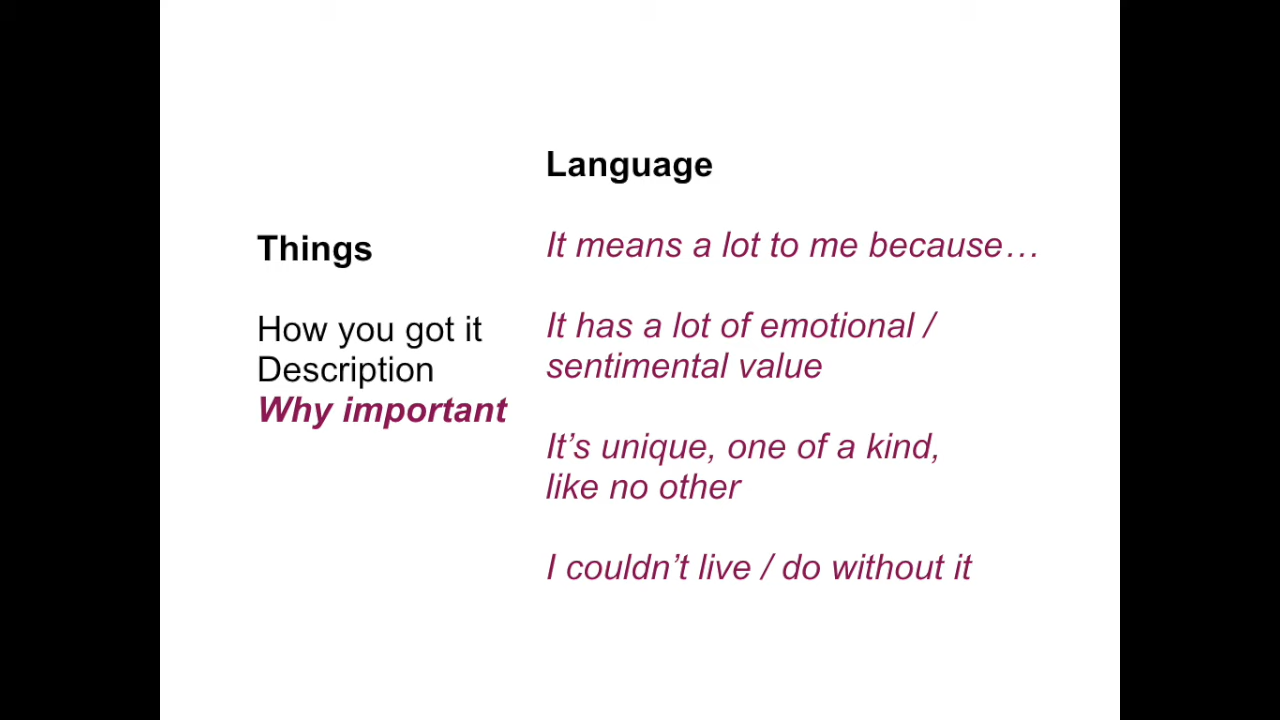 Things
How you got it
Description
Why important
Language
It means a lot to me because…
It has a lot of emotional /
sentimental value
It’s unique, one of a kind,
like no other
I couldn’t live / do without it